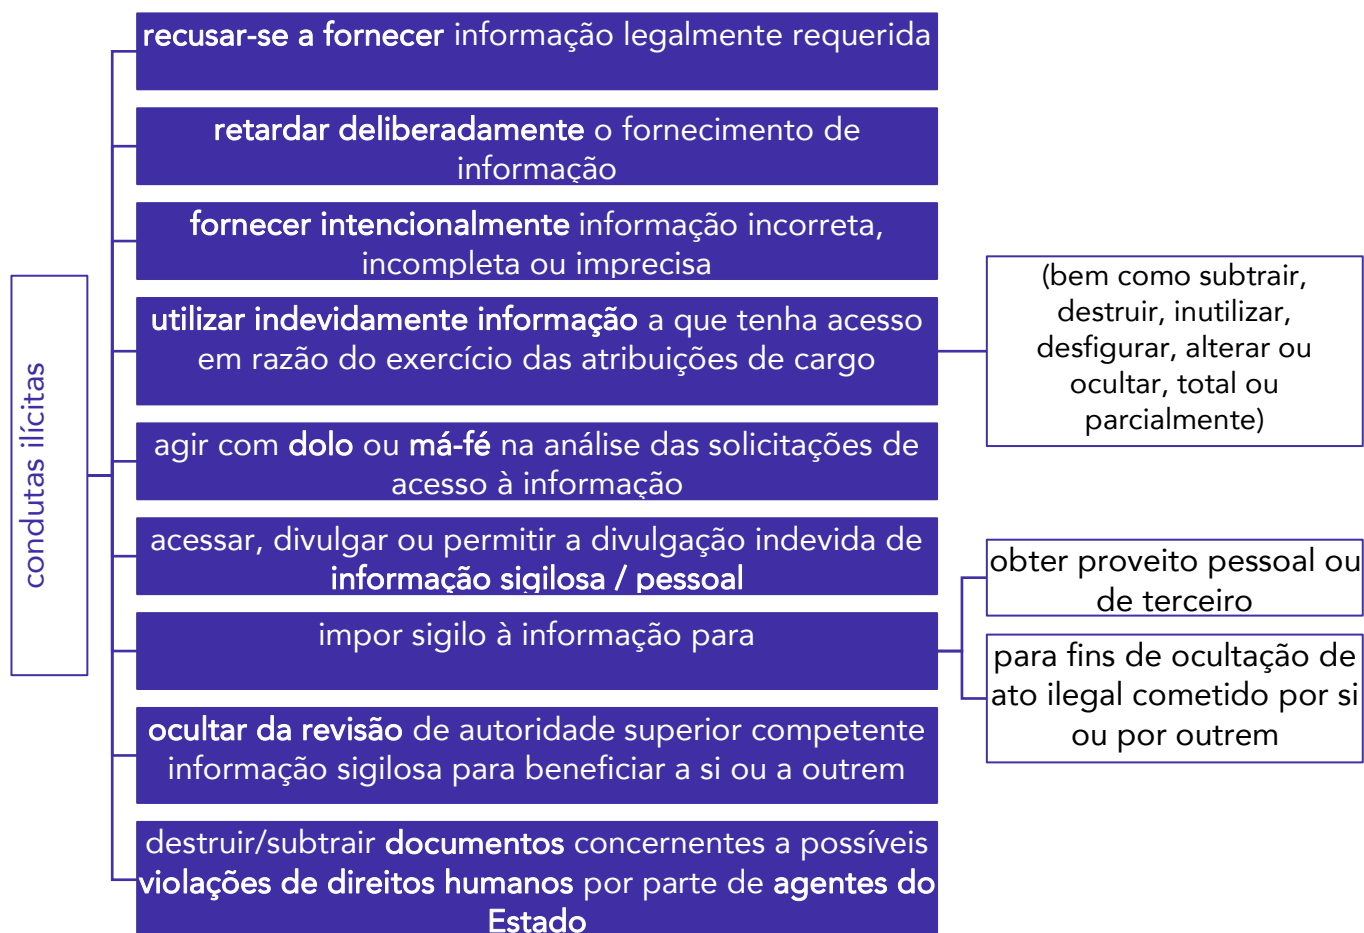 condutas ilícitas
recusar-se a fornecer informação legalmente requerida
retardar deliberadamente o fornecimento de
informação
fornecer intencionalmente informação incorreta,
incompleta ou imprecisa
utilizar indevidamente informação a que tenha acesso
em razão do exercício das atribuições de cargo
(bem como subtrair,
destruir, inutilizar,
desfigurar, alterar ou
ocultar, total ou
parcialmente)
agir com dolo ou má-fé na análise das solicitações de
acesso à informação
acessar, divulgar ou permitir a divulgação indevida de
informação sigilosa / pessoal
impor sigilo à informação para
obter proveito pessoal ou
de terceiro
para fins de ocultação de
ato ilegal cometido por si
ou por outrem
ocultar da revisão de autoridade superior competente
informação sigilosa para beneficiar a si ou a outrem
destruir/subtrair documentos concernentes a possíveis
violações de direitos humanos por parte de agentes do
Estado